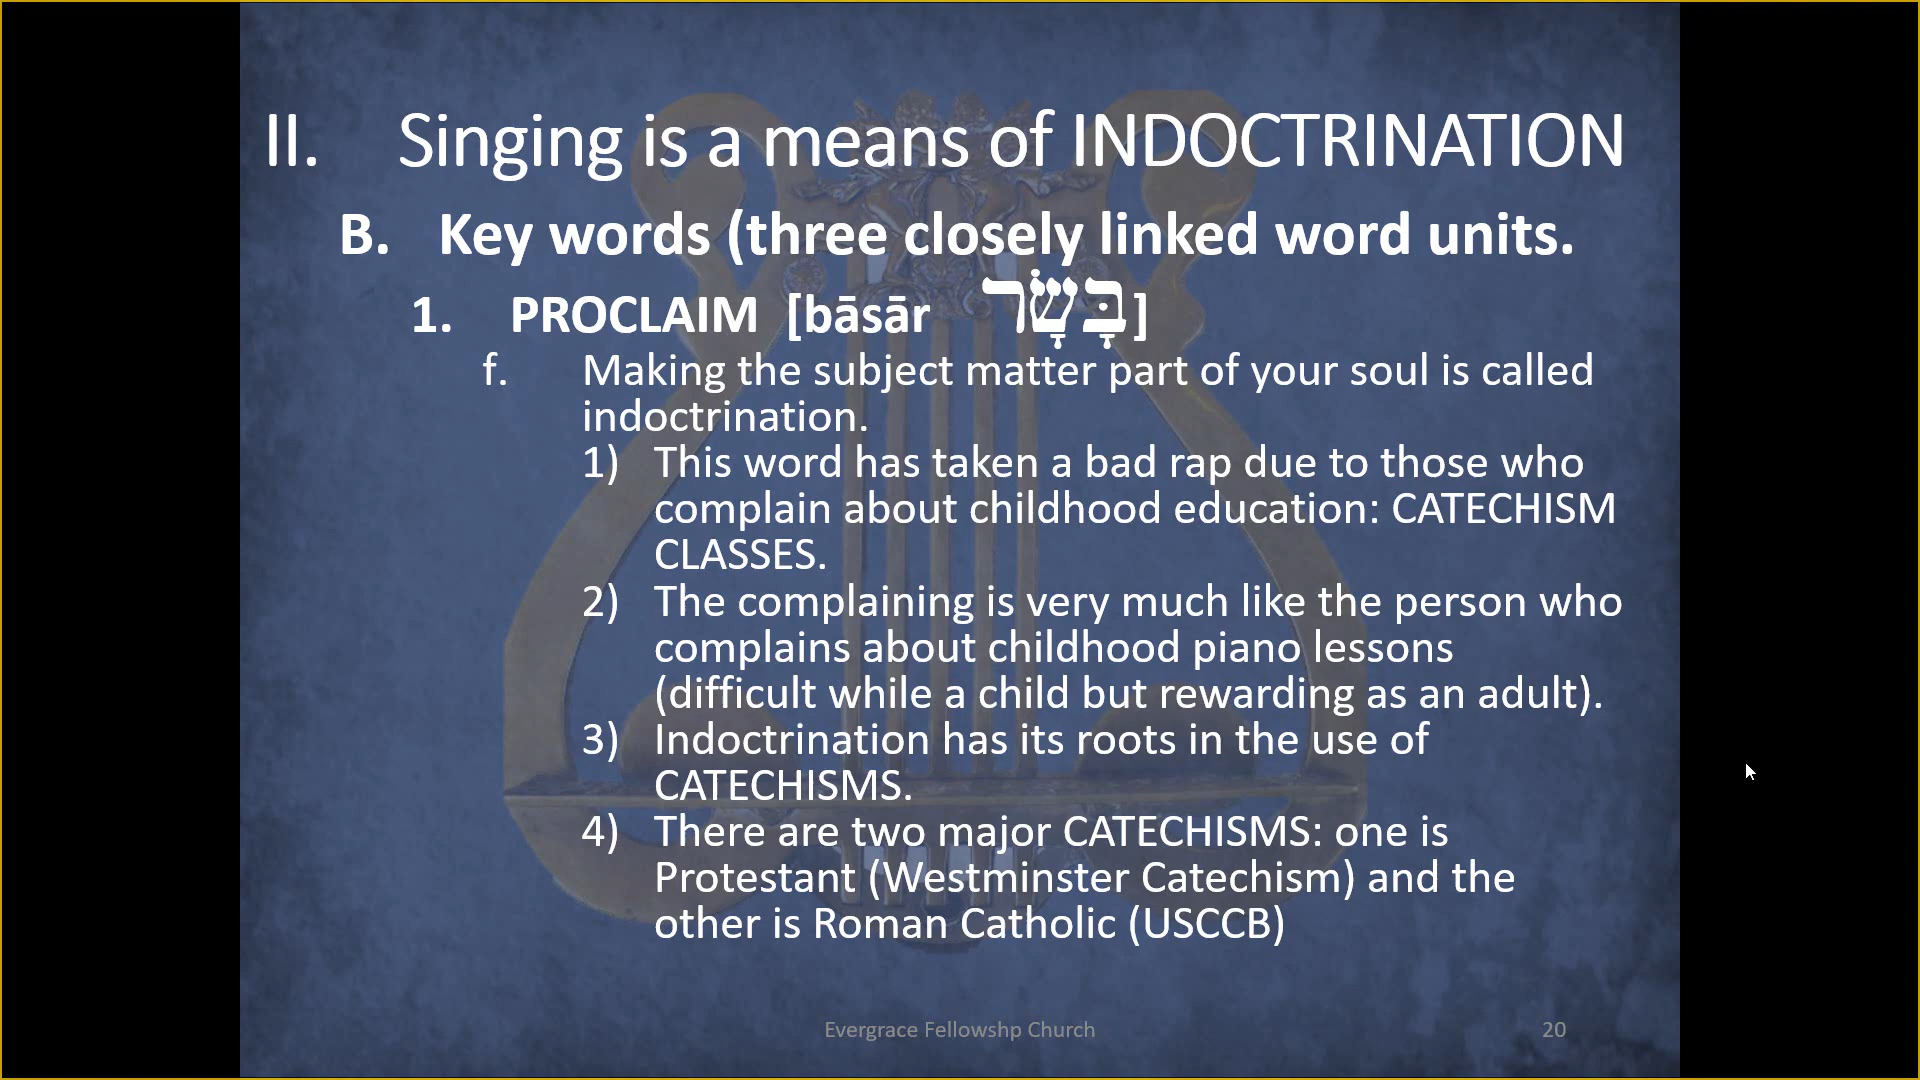 II. Singing is a means of INDOCTRINATION
B. Key words (three closely linked word units.
1. PROCLAIM [bāsār בָּשָׂר]
f. Making the subject matter part of your soul is called
indoctrination.
1) This word has taken a bad rap due to those who
complain about childhood education: CATECHISM
CLASSES.
2) The complaining is very much like the person who
complains about childhood piano lessons
(difficult while a child but rewarding as an adult).
3) Indoctrination has its roots in the use of
CATECHISMS.
4) There are two major CATECHISMS: one is
Protestant (Westminster Catechism) and the
other is Roman Catholic (USCCB)
Evergrace Fellowshp Church 20